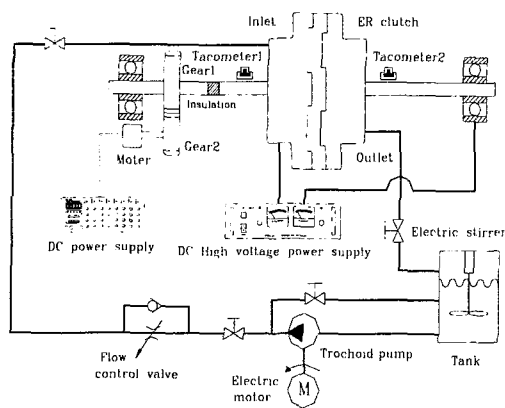 Inlet
ER clutch
Tacometer1
Gear1
Tacometer2
Insulation
Moter
Gear2
Outlet
DC power supply
DC High voltage power supply
Electric stirrer
Flow
control valve
Trochoid pump
Tank
Electric
motor
M